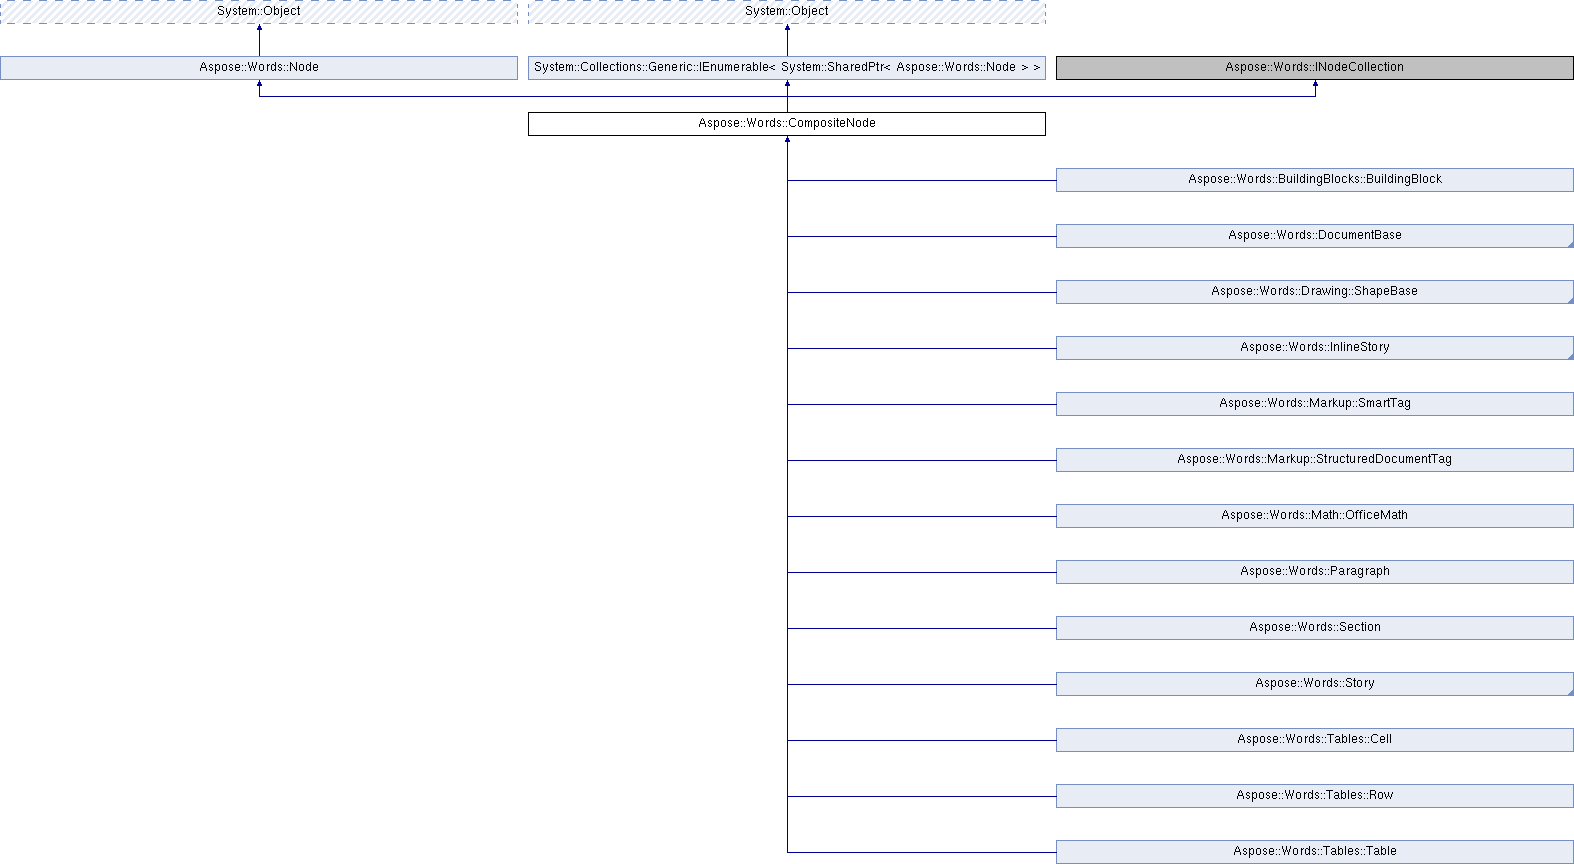 System::Object
System::Object
Aspose::Words::Node
System::Collections::Generic::IEnumerable< System::SharedPtr< Aspose::Words::Node > >
Aspose::Words::INodeCollection
Aspose::Words::CompositeNode
Aspose::Words::BuildingBlocks::BuildingBlock
Aspose::Words::DocumentBase
Aspose::Words::Drawing::ShapeBase
Aspose::Words::InlineStory
Aspose::Words::Markup::SmartTag
Aspose::Words::Markup::StructuredDocumentTag
Aspose::Words::Math::OfficeMath
Aspose::Words::Paragraph
Aspose::Words::Section
Aspose::Words::Story
Aspose::Words::Tables::Cell
Aspose::Words::Tables::Row
Aspose::Words::Tables::Table